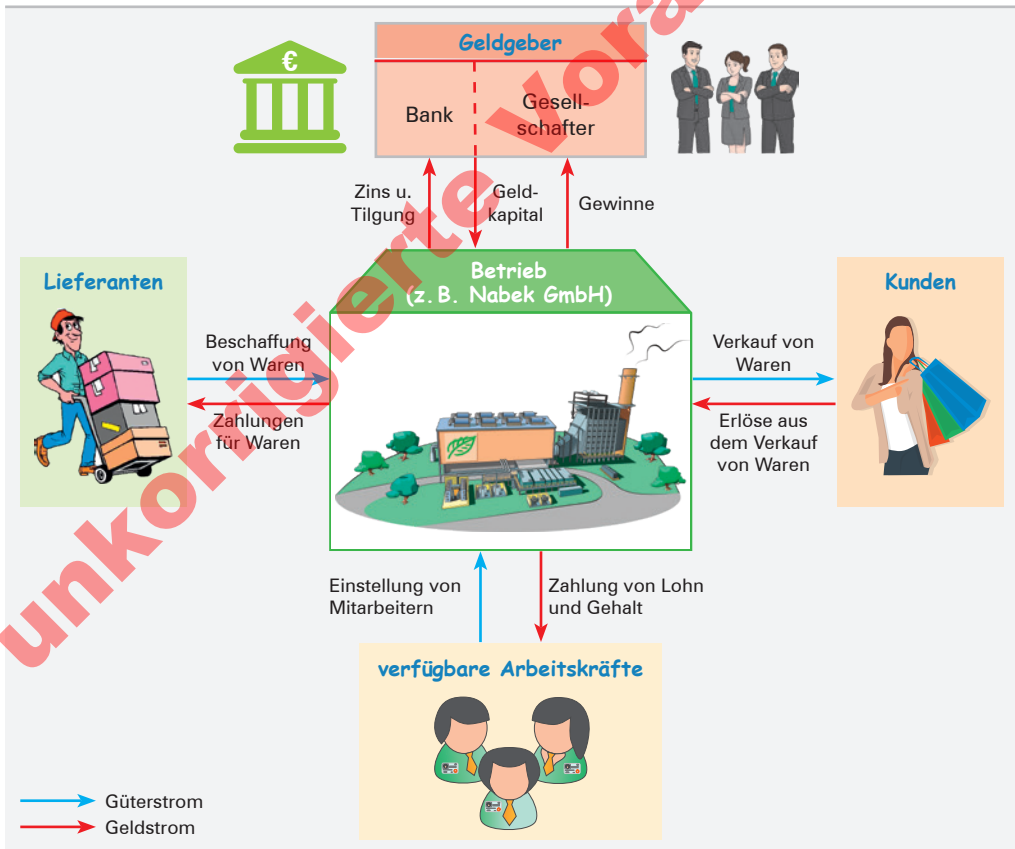 €
Geldgeber
Bank
Gesell-
schafter
Zins u.
Tilgung
Geld-
kapital
Gewinne
Lieferanten
Betrieb
(z. B. Nabek GmbH)
Kunden
Beschaffung
von Waren
Zahlungen
für Waren
Verkauf von
Waren
Erlöse aus
dem Verkauf
von Waren
Einstellung von
Mitarbeitern
Zahlung von Lohn
und Gehalt
verfügbare Arbeitskräfte
Güterstrom
Geldstrom
unkorrigierte Vora